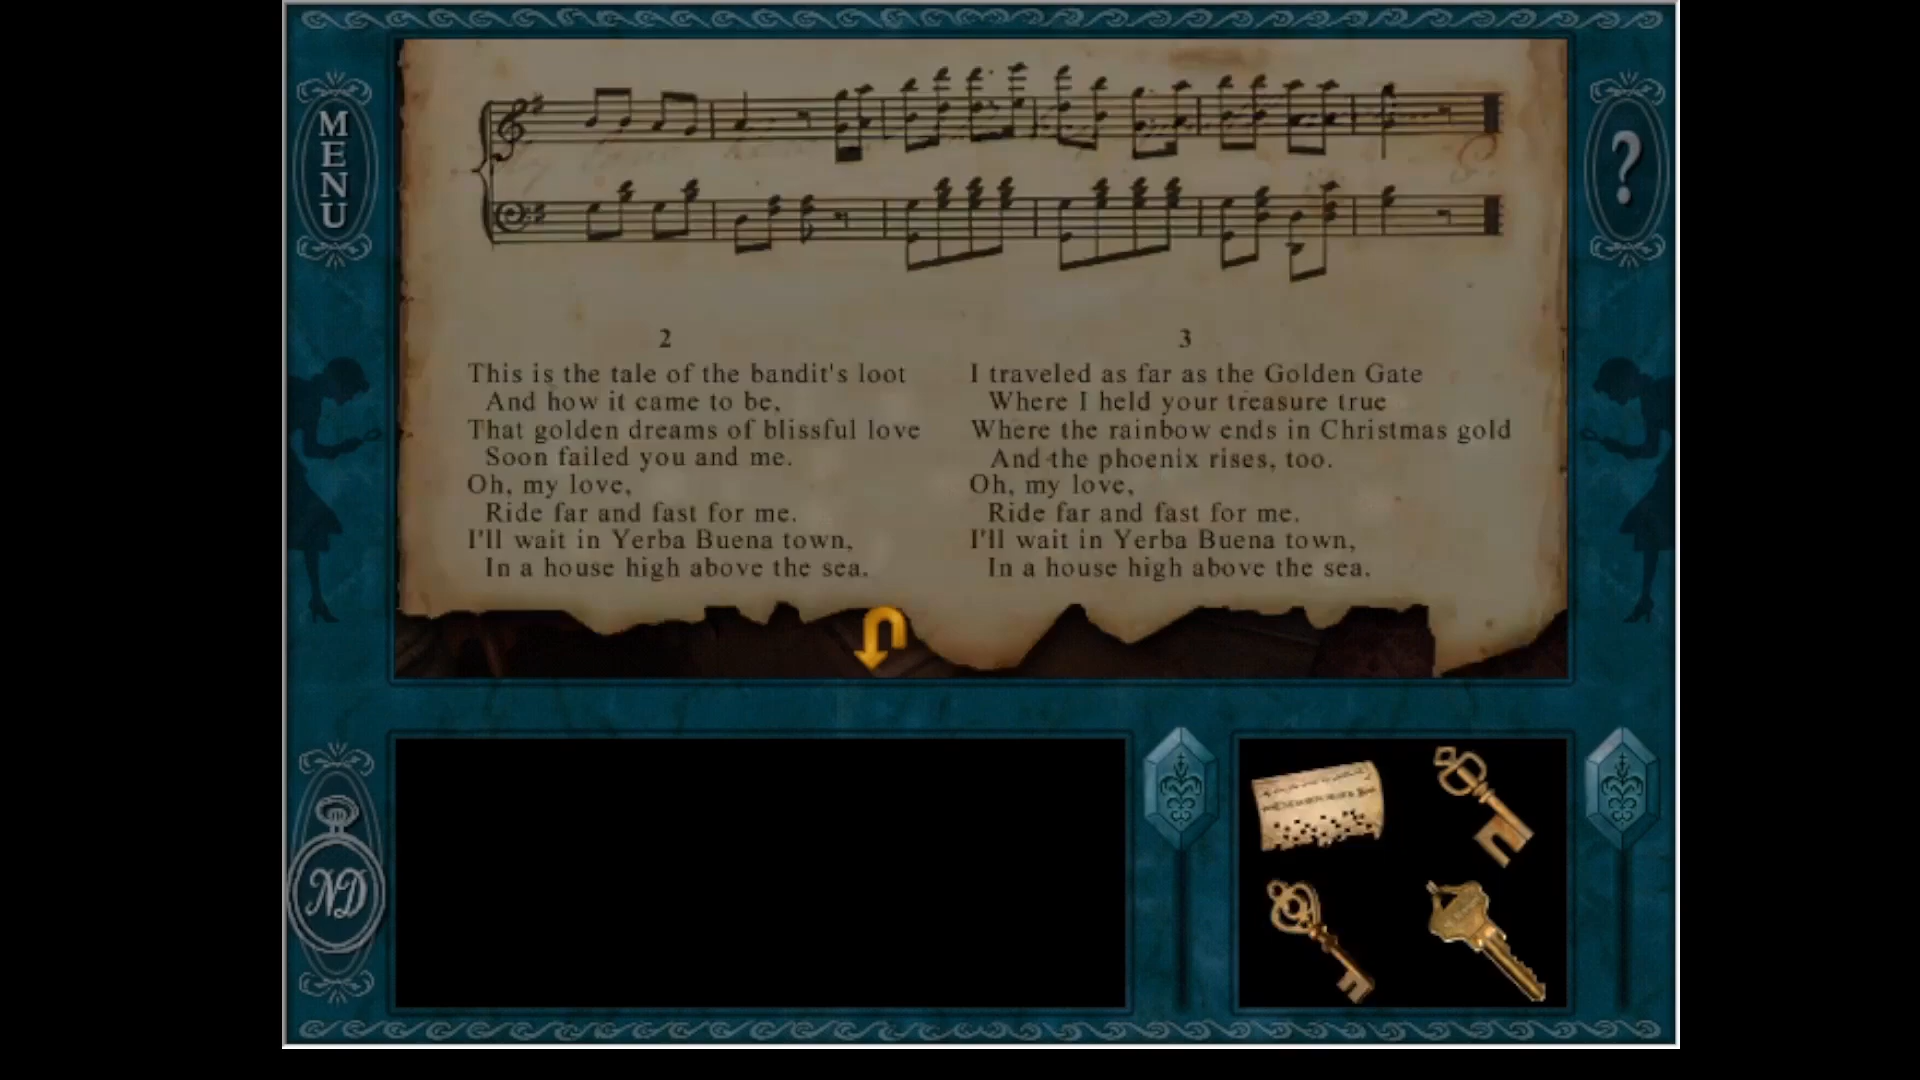 MENU
?
2
This is the tale of the bandit's loot
And how it came to be,
That golden dreams of blissful love
Soon failed you and me.
Oh, my love,
Ride far and fast for me.
I'll wait in Yerba Buena town,
In a house high above the sea.
3
I traveled as far as the Golden Gate
Where I held your treasure true
Where the rainbow ends in Christmas gold
And the phoenix rises, too.
Oh, my love,
Ride far and fast for me.
I'll wait in Yerba Buena town,
In a house high above the sea.
ND